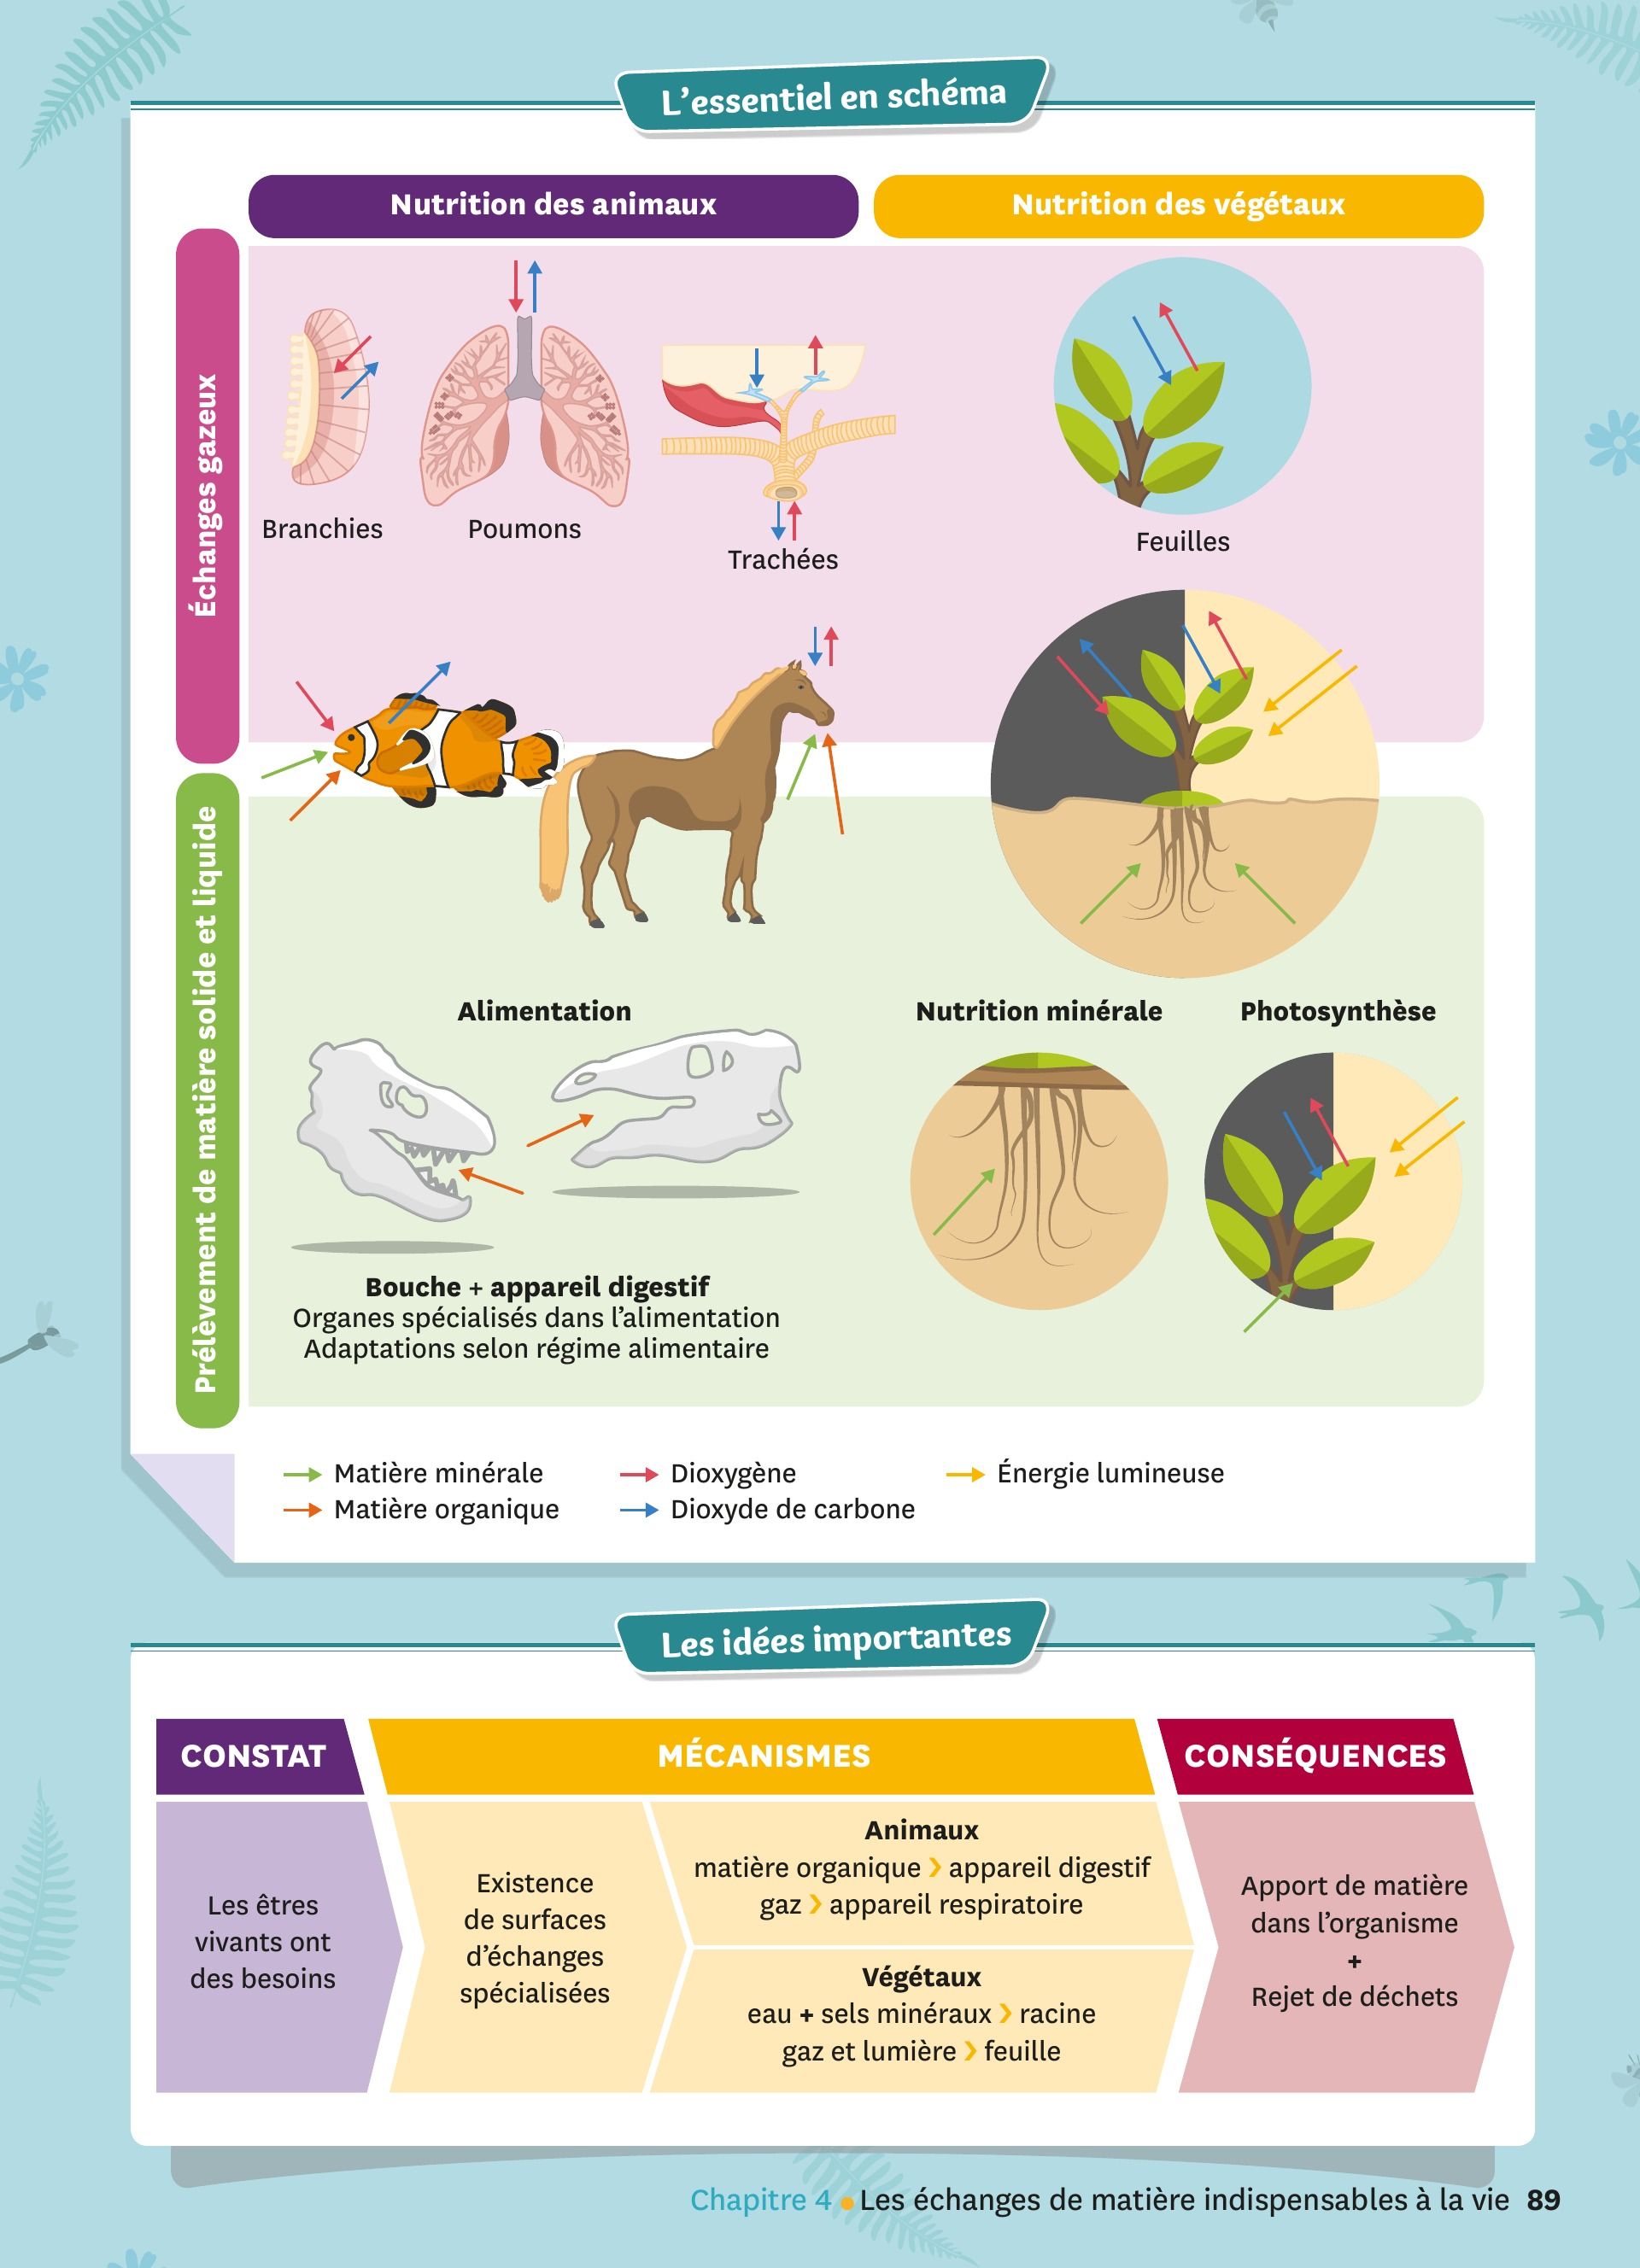 L'essentiel en schéma
Nutrition des animaux
Nutrition des végétaux
Échanges gazeux
Branchies
Poumons
Trachées
Feuilles
Prélèvement de matière solide et liquide
Alimentation
Nutrition minérale
Photosynthèse
Bouche + appareil digestif
Organes spécialisés dans l'alimentation
Adaptations selon régime alimentaire
Matière minérale
Dioxygène
Énergie lumineuse
Matière organique
Dioxyde de carbone
Les idées importantes
CONSTAT
MÉCANISMES
CONSÉQUENCES
Les êtres
vivants ont
des besoins
Existence
de surfaces
d'échanges
spécialisées
Animaux
matière organique › appareil digestif
gaz › appareil respiratoire
Végétaux
eau + sels minéraux › racine
gaz et lumière › feuille
Apport de matière
dans l'organisme
+
Rejet de déchets
Chapitre 4 • Les échanges de matière indispensables à la vie 89